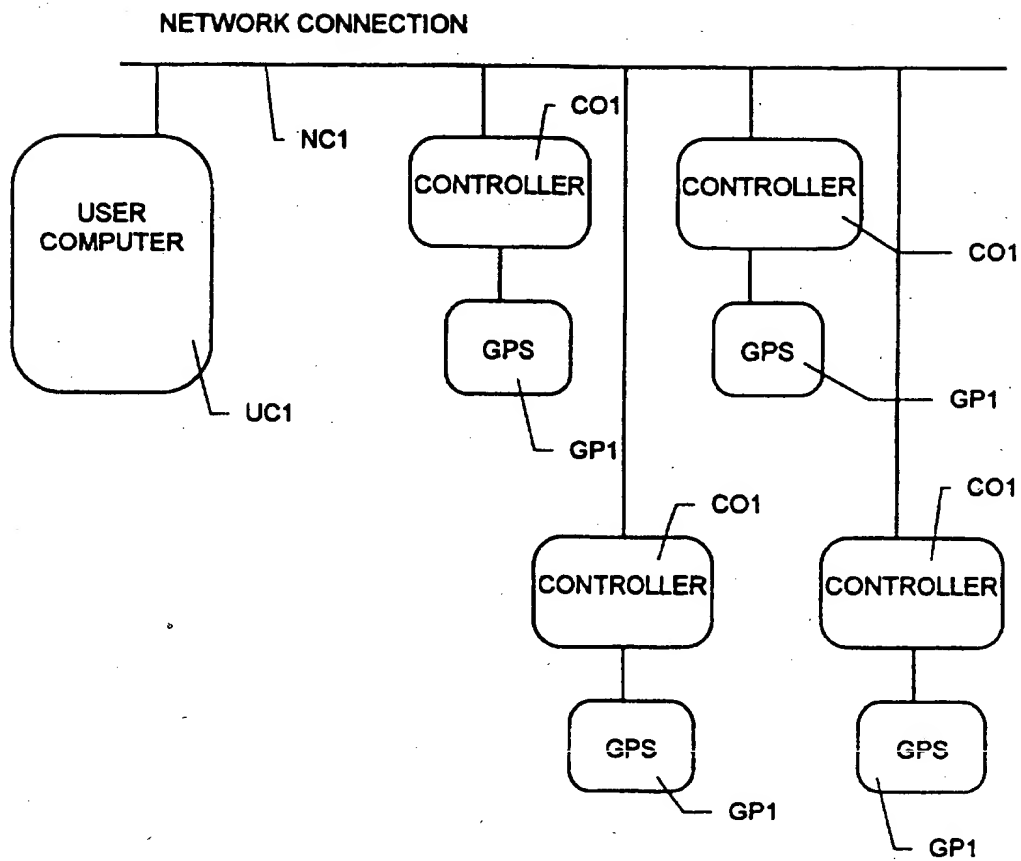 NETWORK CONNECTION
CO1
NC1
USER
COMPUTER
CONTROLLER
CONTROLLER
CO1
GPS
GPS
UC1
GP1
GP1
CO1
CO1
CONTROLLER
CONTROLLER
GPS
GPS
GP1
GP1